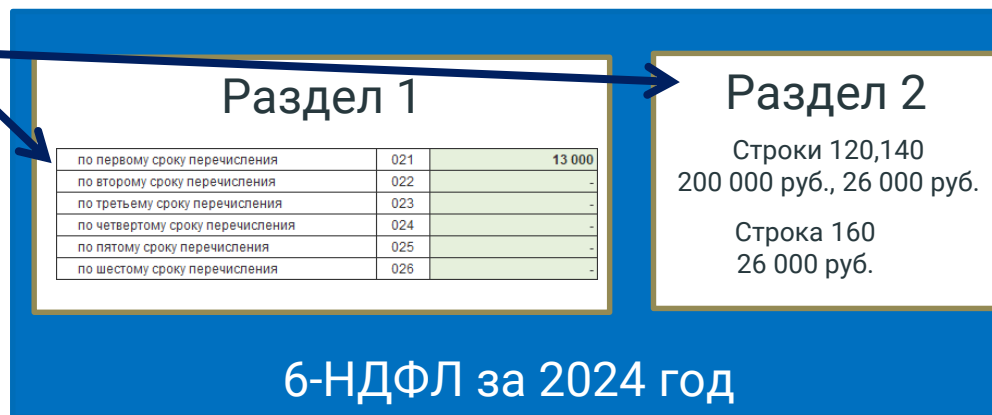 Раздел 1
по первому сроку перечисления 021 13 000
по второму сроку перечисления 022 -
по третьему сроку перечисления 023 -
по четвертому сроку перечисления 024 -
по пятому сроку перечисления 025 -
по шестому сроку перечисления 026 -
Раздел 2
Строки 120,140
200 000 руб., 26 000 руб.
Строка 160
26 000 руб.
6-НДФЛ за 2024 год